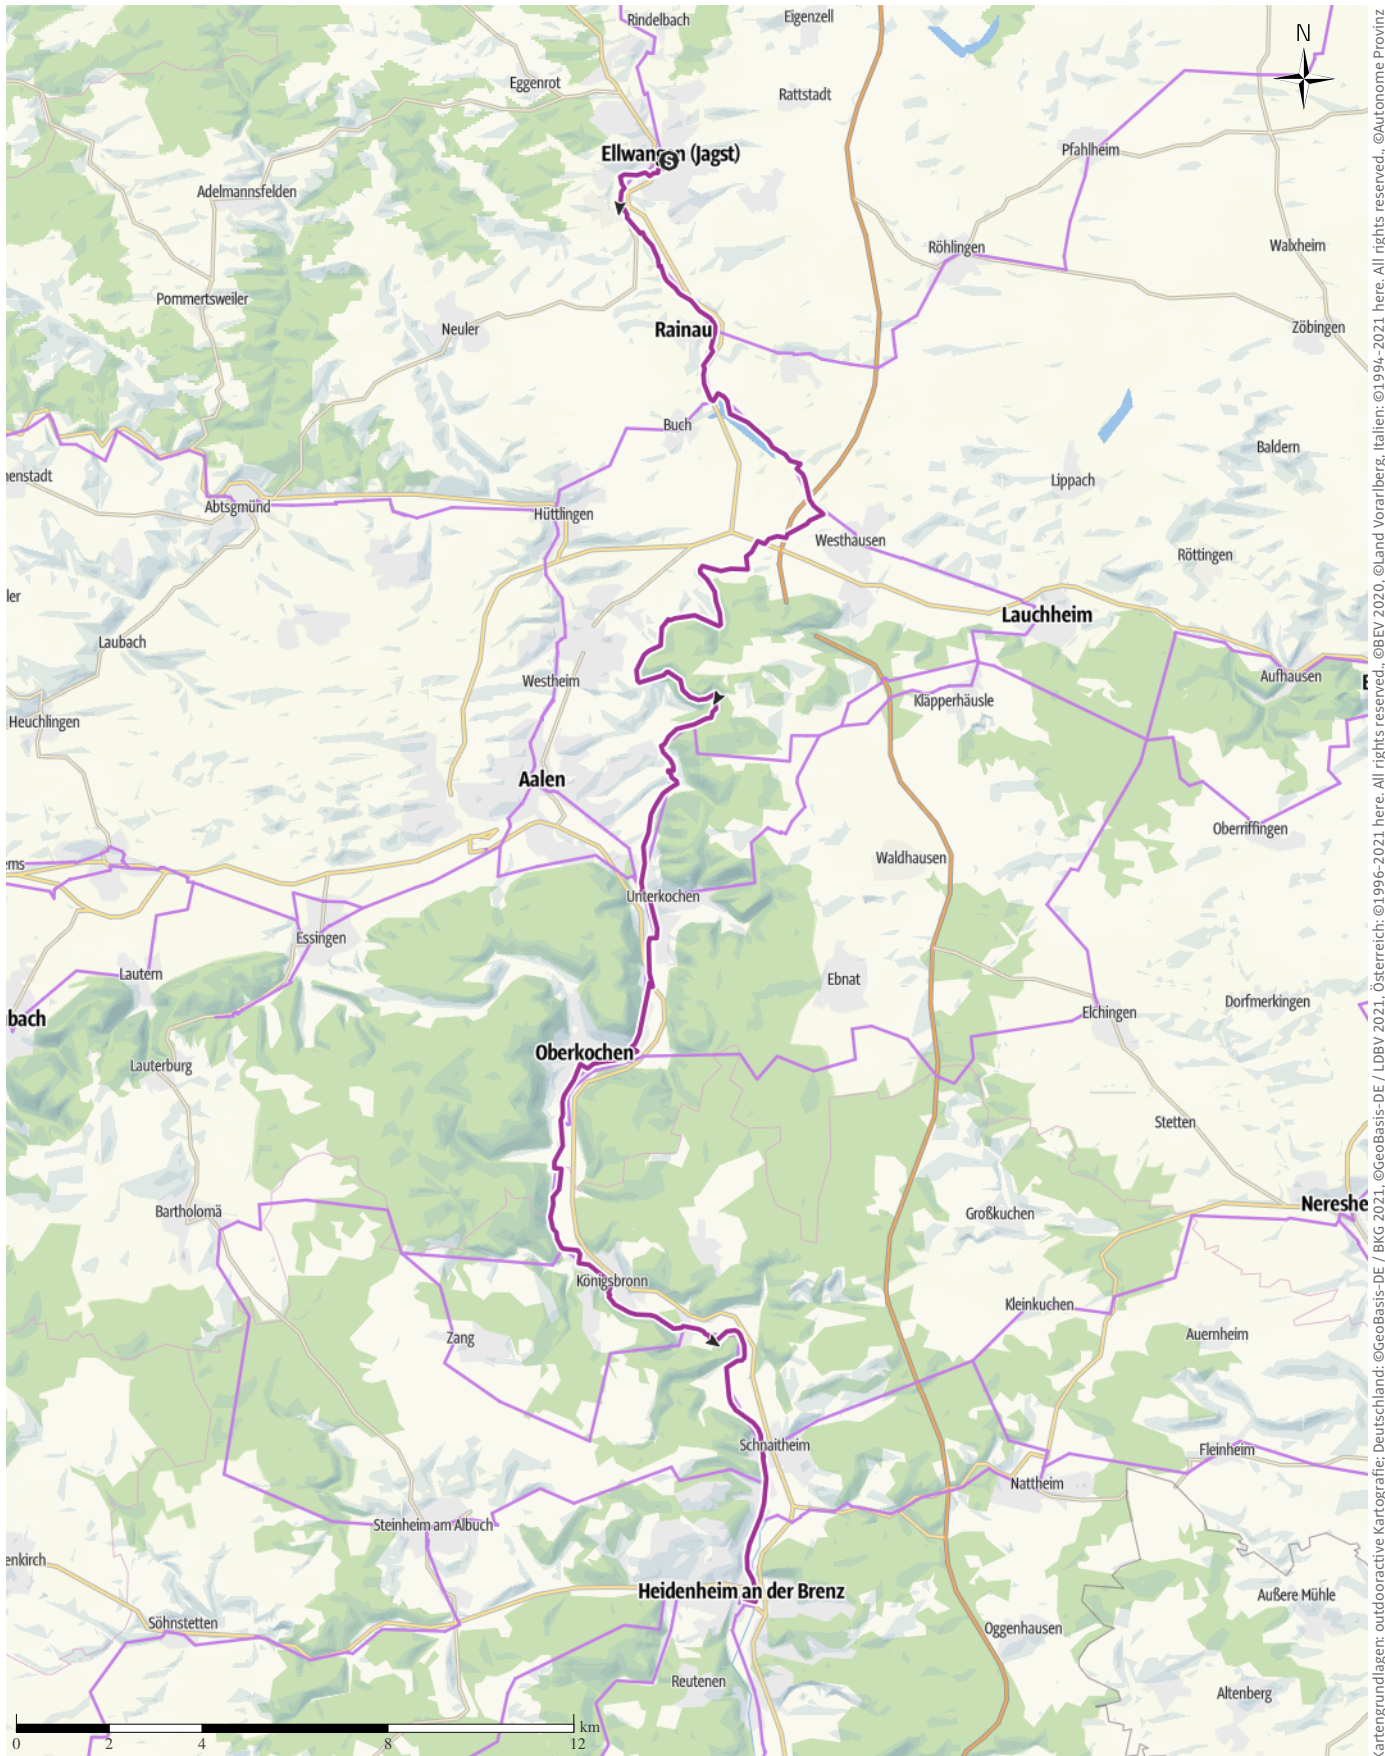 Rindelbach
Eigenzell
N
Eggenrot
Rattstadt
Ellwangen (Jagst)
S
Pfahlheim
Adelmannsfelden
Röhlingen
Walxheim
Pommertsweiler
Neuler
Rainau
Zöbingen
Buch
Baldern
Lippach
Abtsgmünd
Hüttlingen
Westhausen
Röttingen
Lauchheim
Laubach
Westheim
Aufhausen
Kläpperhäusle
Heuchlingen
Aalen
Oberriffingen
Waldhausen
Unterkochen
Essingen
Lautern
Ebnat
Dorfmerkingen
Elchingen
Oberkochen
Lauterburg
Stetten
Bartholomä
Großkuchen
Königsbronn
Kleinkuchen
Auernheim
Zang
Schnaitheim
Fleinheim
Nattheim
Steinheim am Albuch
Heidenheim an der Brenz
Äußere Mühle
Söhnstetten
Oggenhausen
Reutenen
Altenberg
km
0 2 4 8 12
Kartengrundlagen: outdooractive Kartografie; Deutschland: ©GeoBasis-DE / BKG 2021, ©GeoBasis-DE / LDBV 2021, Österreich: ©1996-2021 here. All rights reserved., ©BEV 2020, ©Land Vorarlberg, Italien: ©1994-2021 here. All rights reserved., ©Autonome Provinz